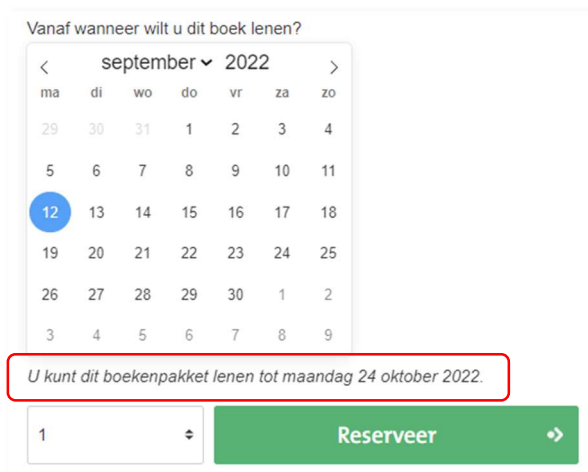 Vanaf wanneer wilt u dit boek lenen?
september 2022
ma di wo do vr za zo
29 30 31 1 2 3 4
5 6 7 8 9 10 11
12 13 14 15 16 17 18
19 20 21 22 23 24 25
26 27 28 29 30 1 2
3 4 5 6 7 8 9
U kunt dit boekenpakket lenen tot maandag 24 oktober 2022.
1 Reserveer